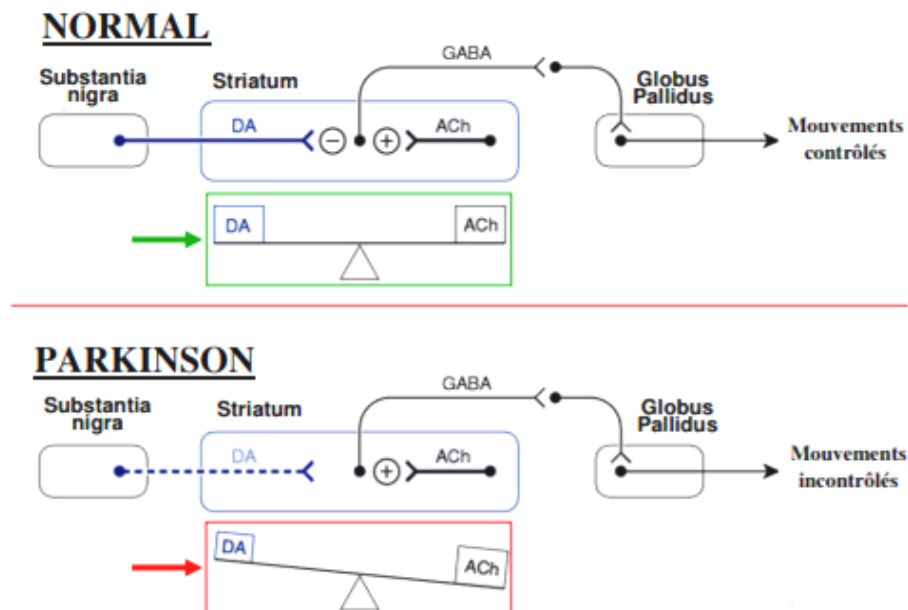 NORMAL
GABA
Substantia
nigra
Striatum
Globus
Pallidus
DA
ACh
Mouvements
contrôlés
DA
ACh
PARKINSON
GABA
Substantia
nigra
Striatum
Globus
Pallidus
DA
ACh
Mouvements
incontrôlés
DA
ACh